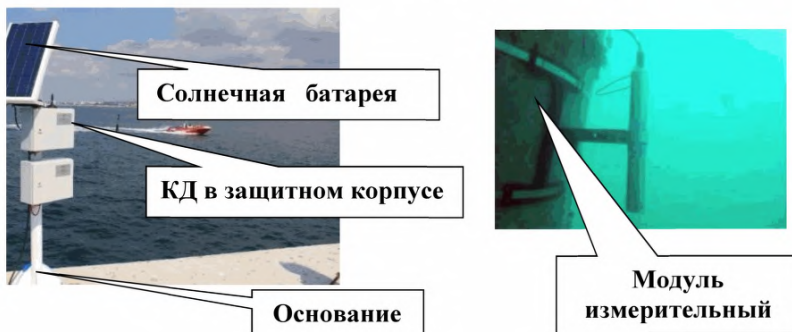 Солнечная батарея
КД в защитном корпусе
Основание
Модуль
измерительный